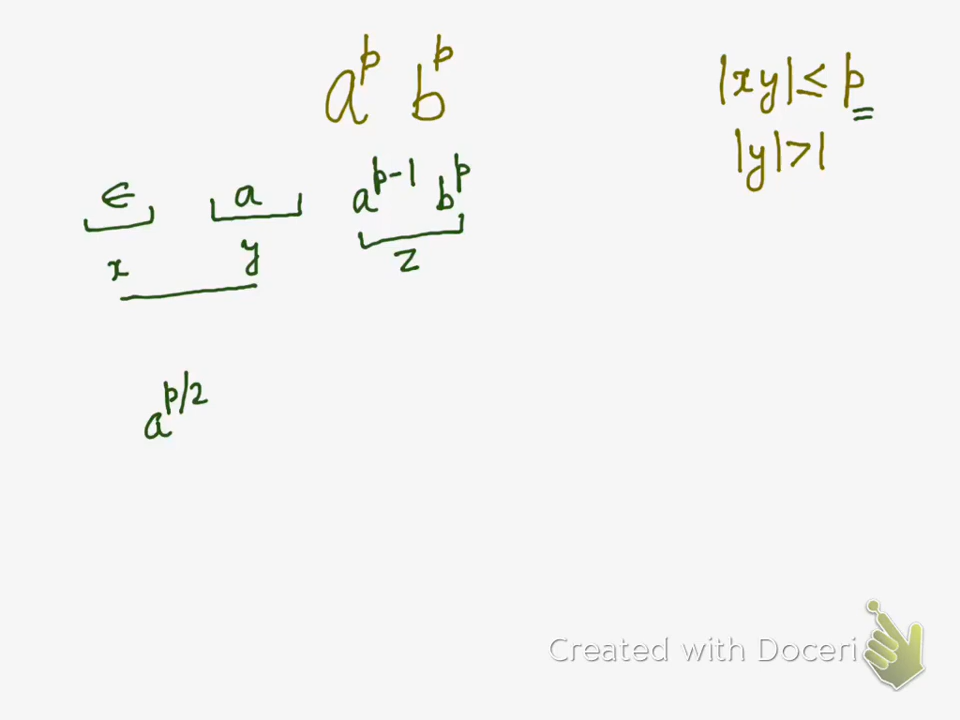 a^p b^p
|xy| ≤ p
|y| > 1
ϵ a a^{p-1} b^p
x y z
a^{p/2}
Created with Doceri